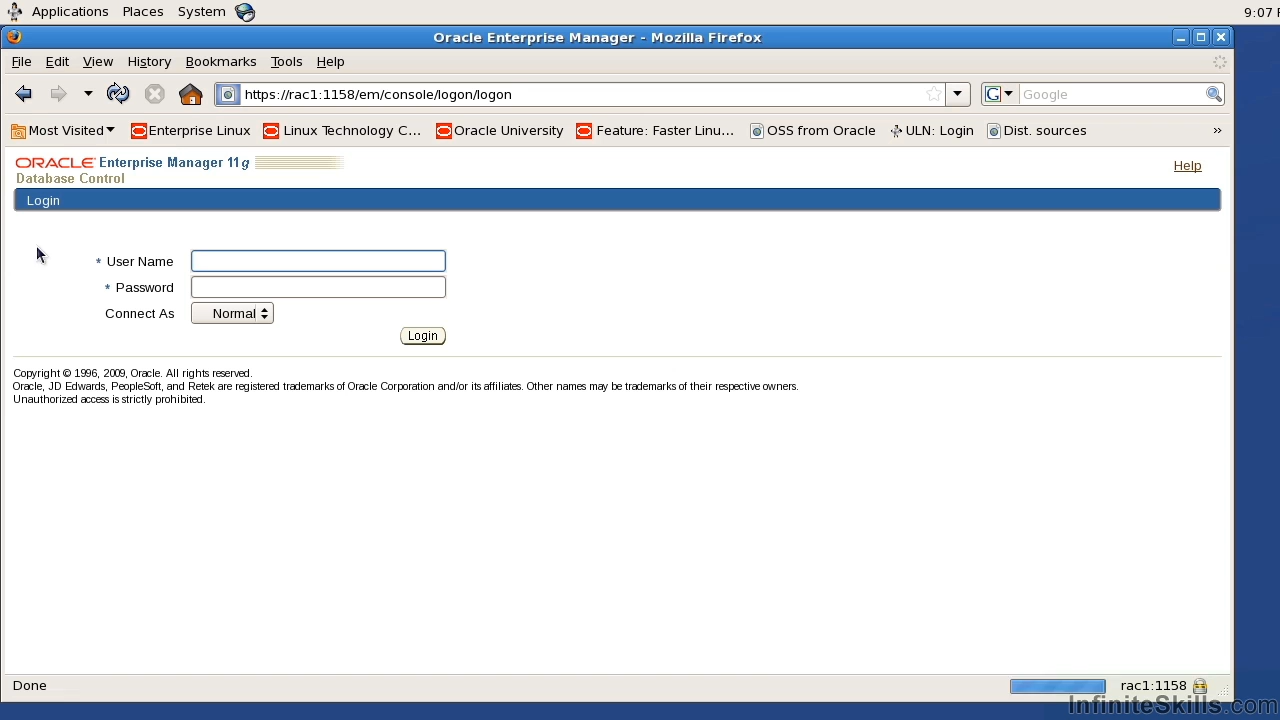 Applications Places System 9:07
Oracle Enterprise Manager - Mozilla Firefox
File Edit View History Bookmarks Tools Help
https://rac1:1158/em/console/logon/logon G Google
Most Visited Enterprise Linux Linux Technology C... Oracle University Feature: Faster Linu... OSS from Oracle ULN: Login Dist. sources »
ORACLE Enterprise Manager 11g
Help
Database Control
Login
* User Name
* Password
Connect As Normal
Login
Copyright © 1996, 2009, Oracle. All rights reserved.
Oracle, JD Edwards, PeopleSoft, and Retek are registered trademarks of Oracle Corporation and/or its affiliates. Other names may be trademarks of their respective owners.
Unauthorized access is strictly prohibited.
Done rac1:1158
InfiniteSkills.com